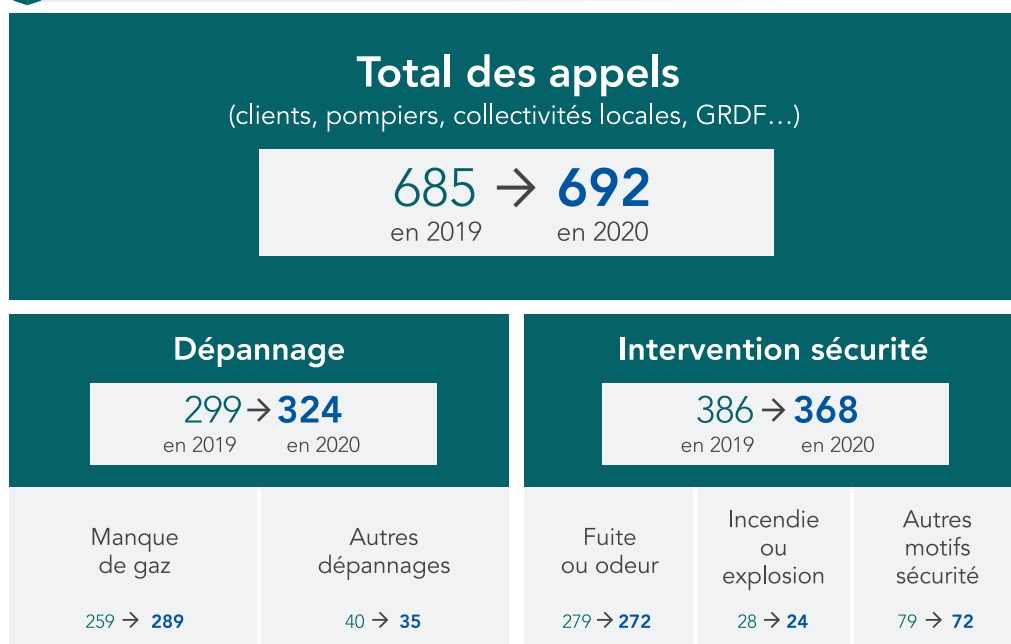 Total des appels
(clients, pompiers, collectivités locales, GRDF…)
685 → 692
en 2019 en 2020
Dépannage
299 → 324
en 2019 en 2020
Manque
de gaz
259 → 289
Autres
dépannages
40 → 35
Intervention sécurité
386 → 368
en 2019 en 2020
Fuite
ou odeur
279 → 272
Incendie
ou
explosion
28 → 24
Autres
motifs
sécurité
79 → 72